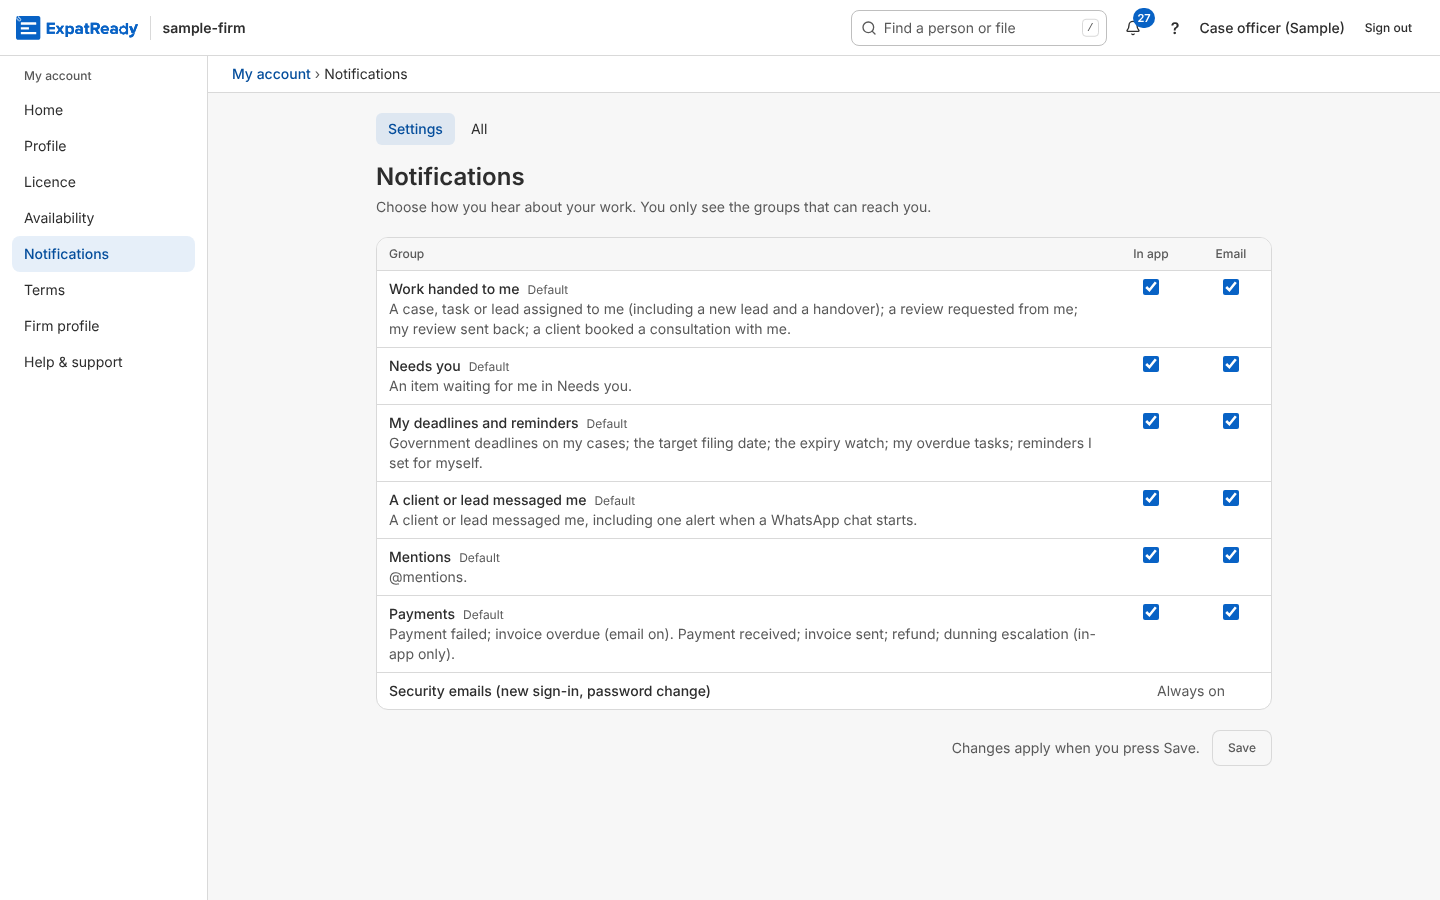 ExpatReady
sample-firm
Find a person or file
/
27
?
Case officer (Sample)
Sign out
My account
Home
Profile
Licence
Availability
Notifications
Terms
Firm profile
Help & support
My account › Notifications
Settings
All
Notifications
Choose how you hear about your work. You only see the groups that can reach you.
Group
In app
Email
Work handed to me Default
A case, task or lead assigned to me (including a new lead and a handover); a review requested from me;
my review sent back; a client booked a consultation with me.
Needs you Default
An item waiting for me in Needs you.
My deadlines and reminders Default
Government deadlines on my cases; the target filing date; the expiry watch; my overdue tasks; reminders I
set for myself.
A client or lead messaged me Default
A client or lead messaged me, including one alert when a WhatsApp chat starts.
Mentions Default
@mentions.
Payments Default
Payment failed; invoice overdue (email on). Payment received; invoice sent; refund; dunning escalation (in-
app only).
Security emails (new sign-in, password change)
Always on
Changes apply when you press Save.
Save